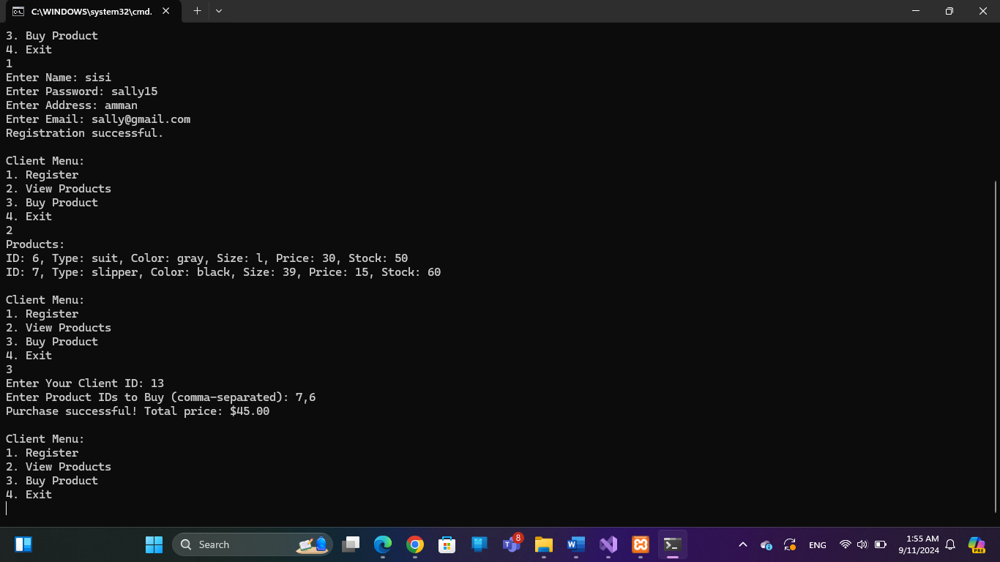 C:\WINDOWS\system32\cmd.
3. Buy Product
4. Exit
1
Enter Name: sisi
Enter Password: sally15
Enter Address: amman
Enter Email: sally@gmail.com
Registration successful.
Client Menu:
1. Register
2. View Products
3. Buy Product
4. Exit
2
Products:
ID: 6, Type: suit, Color: gray, Size: l, Price: 30, Stock: 50
ID: 7, Type: slipper, Color: black, Size: 39, Price: 15, Stock: 60
Client Menu:
1. Register
2. View Products
3. Buy Product
4. Exit
3
Enter Your Client ID: 13
Enter Product IDs to Buy (comma-separated): 7,6
Purchase successful! Total price: $45.00
Client Menu:
1. Register
2. View Products
3. Buy Product
4. Exit
Search
8
ENG
1:55 AM
9/11/2024
PRE